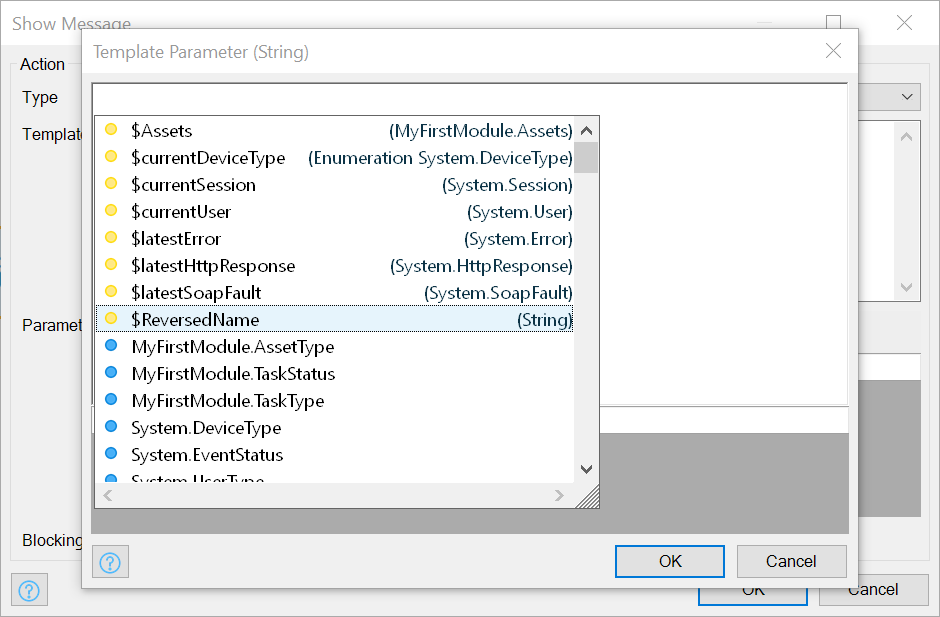 Show Message
Template Parameter (String)
Action
Type
Templat
$Assets (MyFirstModule.Assets)
$currentDeviceType (Enumeration System.DeviceType)
$currentSession (System.Session)
$currentUser (System.User)
$latestError (System.Error)
$latestHttpResponse (System.HttpResponse)
$latestSoapFault (System.SoapFault)
Paramet
$ReversedName (String)
MyFirstModule.AssetType
MyFirstModule.TaskStatus
MyFirstModule.TaskType
System.DeviceType
System.EventStatus
System.UserType
Blocking
OK Cancel
OK Cancel